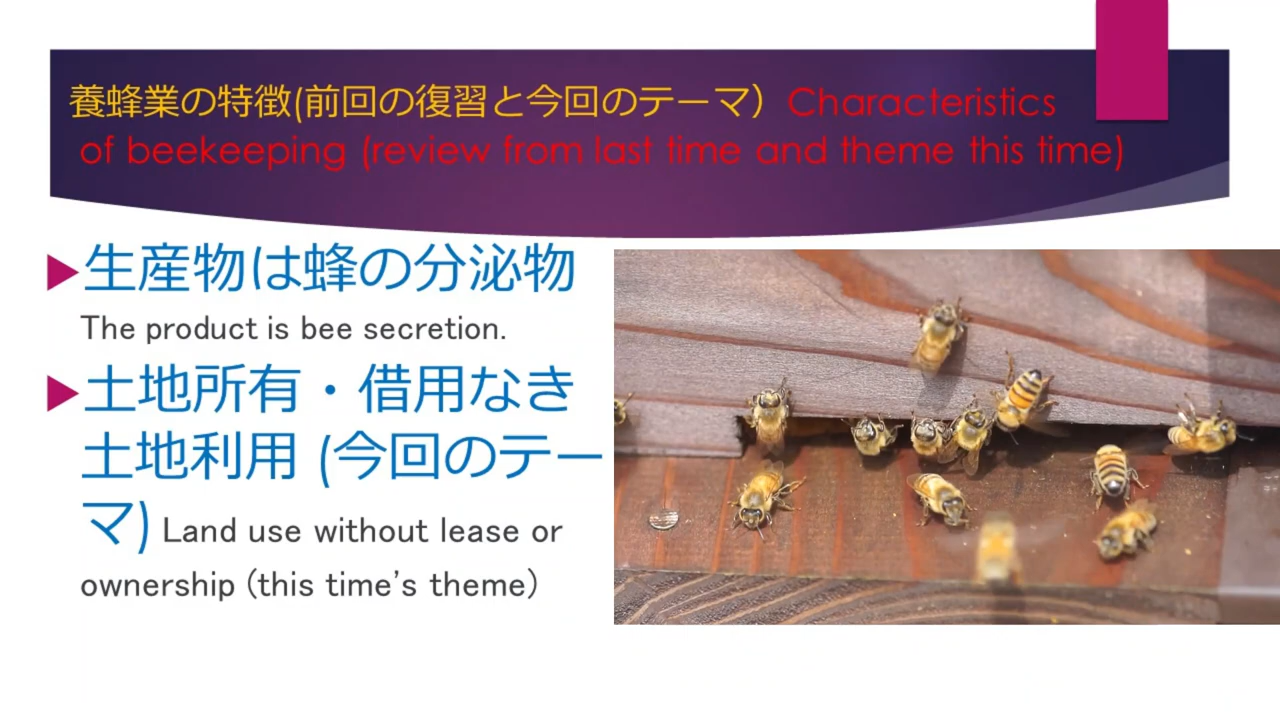 養蜂業の特徴(前回の復習と今回のテーマ）Characteristics
of beekeeping (review from last time and theme this time)
生産物は蜂の分泌物
The product is bee secretion.
土地所有・借用なき
土地利用 (今回のテー
マ) Land use without lease or
ownership (this time’s theme)